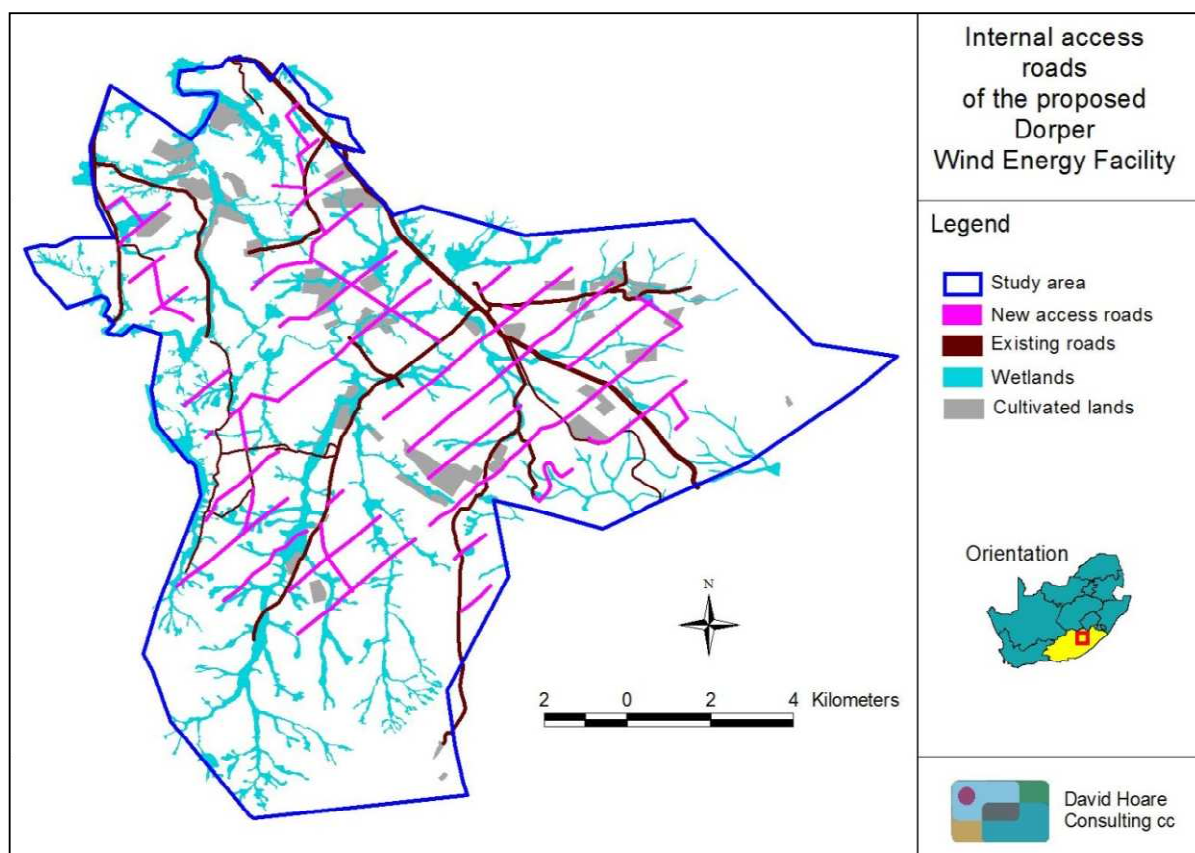 Internal access
roads
of the proposed
Dorper
Wind Energy Facility
Legend
Study area
New access roads
Existing roads
Wetlands
Cultivated lands
Orientation
N
2 0 2 4 Kilometers
David Hoare
Consulting cc